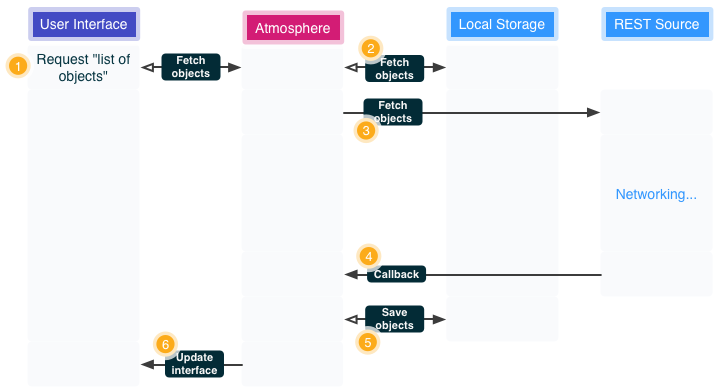 User Interface
Atmosphere
Local Storage
REST Source
1
Request "list of
objects"
Fetch
objects
2
Fetch
objects
Fetch
objects
3
Networking...
4
Callback
Save
objects
5
6
Update
interface